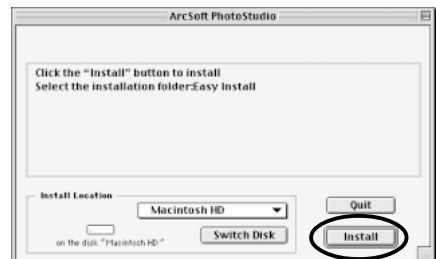 ArcSoft PhotoStudio
Click the “Install” button to install
Select the installation folder:Easy Install
Install Location
Macintosh HD
on the disk "Macintosh HD "
Switch Disk
Quit
Install